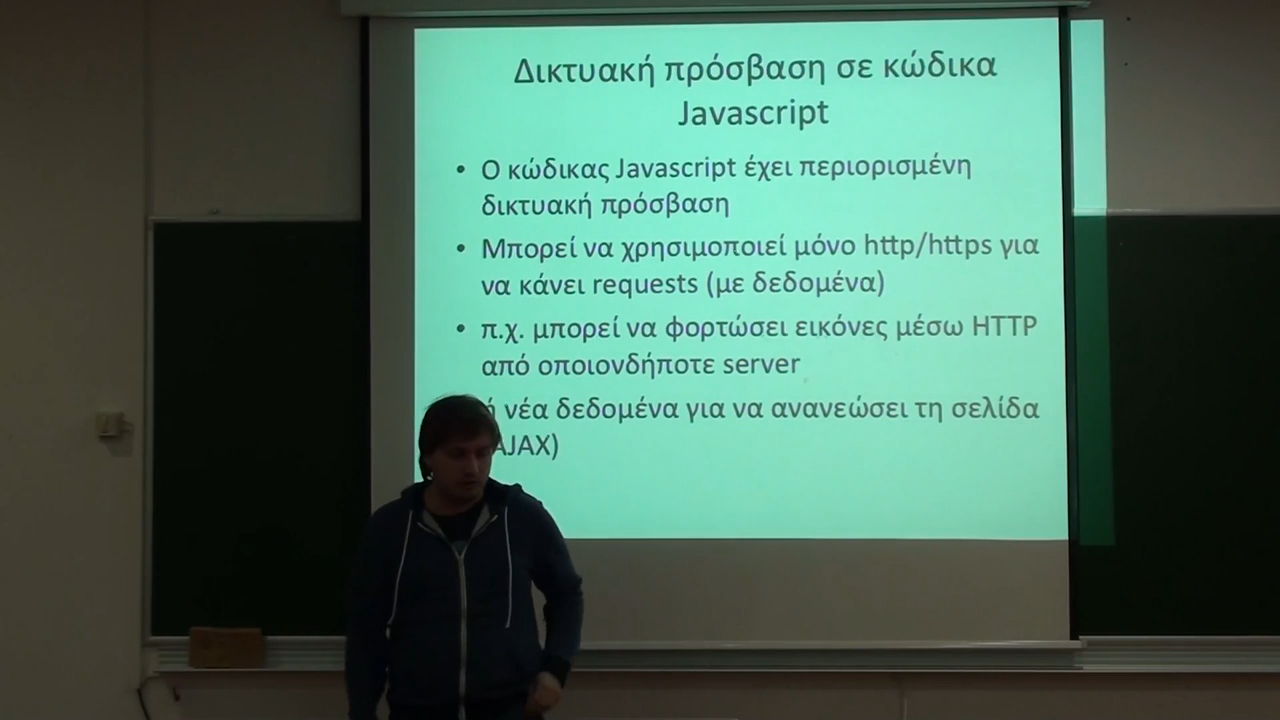 Δικτυακή πρόσβαση σε κώδικα
Javascript
• Ο κώδικας Javascript έχει περιορισμένη
δικτυακή πρόσβαση
• Μπορεί να χρησιμοποιεί μόνο http/https για
να κάνει requests (με δεδομένα)
• π.χ. μπορεί να φορτώσει εικόνες μέσω HTTP
από οποιονδήποτε server
ή νέα δεδομένα για να ανανεώσει τη σελίδα
AJAX)